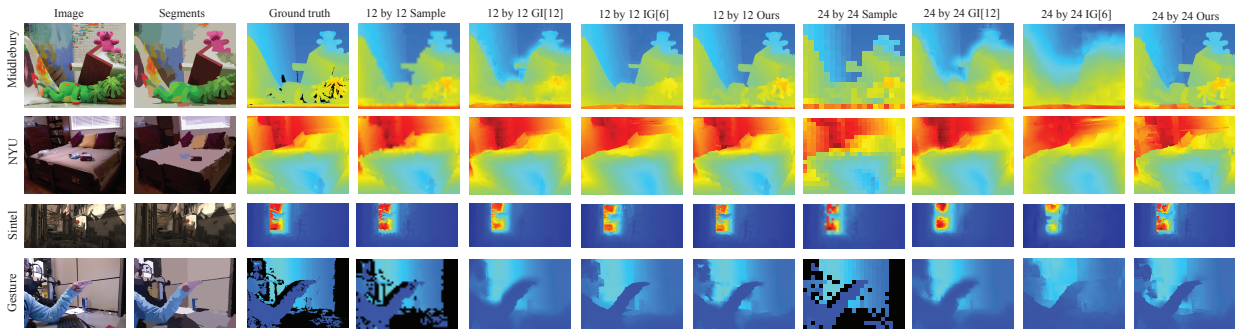 Image Segments Ground truth 12 by 12 Sample 12 by 12 GI[12] 12 by 12 IG[6] 12 by 12 Ours 24 by 24 Sample 24 by 24 GI[12] 24 by 24 IG[6] 24 by 24 Ours
Middlebury
NYU
Sintel
Gesture